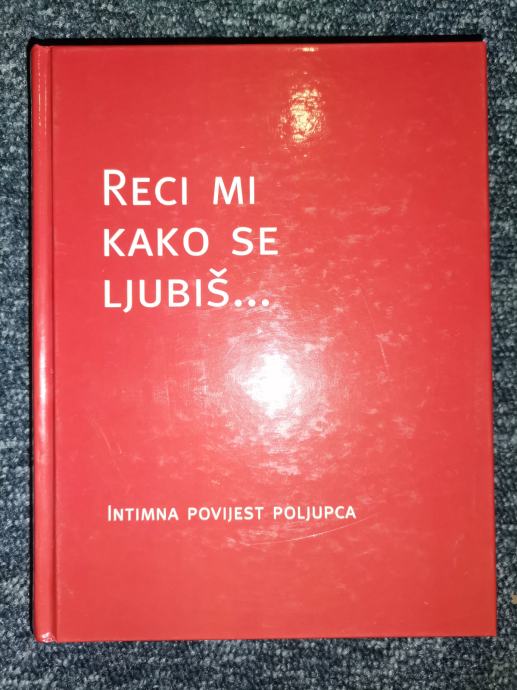 RECI MI
KAKO SE
LJUBIŠ...
INTIMNA POVIJEST POLJUPCA